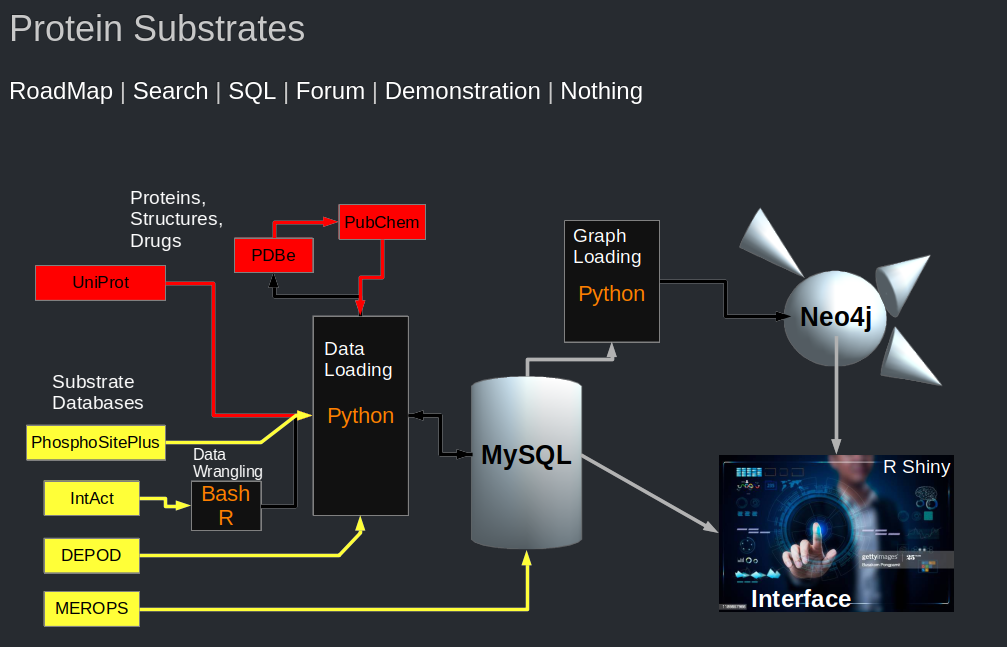 Protein Substrates
RoadMap | Search | SQL | Forum | Demonstration | Nothing
Proteins,
Structures,
Drugs
PubChem
PDBe
UniProt
Graph
Loading
Python
Neo4j
Data
Loading
Python
Substrate
Databases
PhosphoSitePlus
Data
Wrangling
Bash
R
IntAct
DEPOD
MEROPS
MySQL
R Shiny
gettyimages
Interface